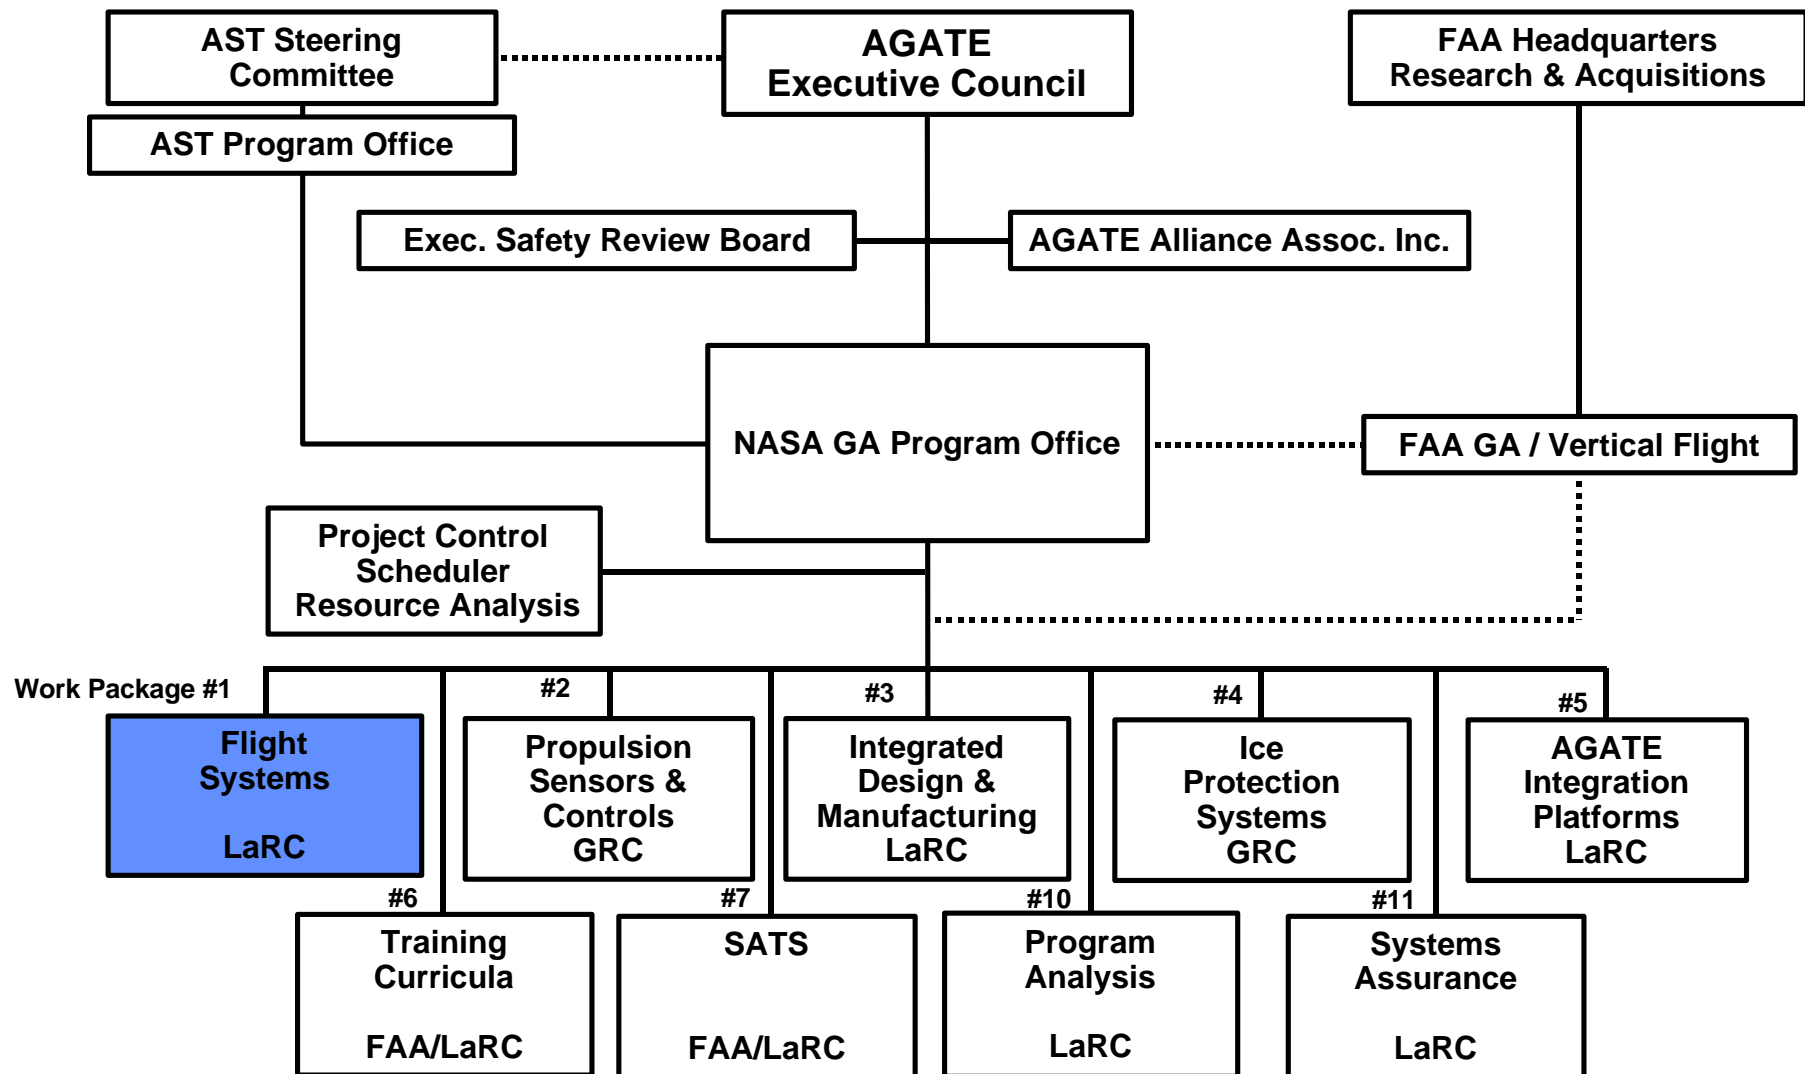 AST Steering
Committee
AGATE
Executive Council
FAA Headquarters
Research & Acquisitions
AST Program Office
Exec. Safety Review Board
AGATE Alliance Assoc. Inc.
NASA GA Program Office
FAA GA / Vertical Flight
Project Control
Scheduler
Resource Analysis
Work Package #1
Flight
Systems
LaRC
#2
Propulsion
Sensors &
Controls
GRC
#3
Integrated
Design &
Manufacturing
LaRC
#4
Ice
Protection
Systems
GRC
#5
AGATE
Integration
Platforms
LaRC
#6
Training
Curricula
FAA/LaRC
#7
SATS
FAA/LaRC
#10
Program
Analysis
LaRC
#11
Systems
Assurance
LaRC